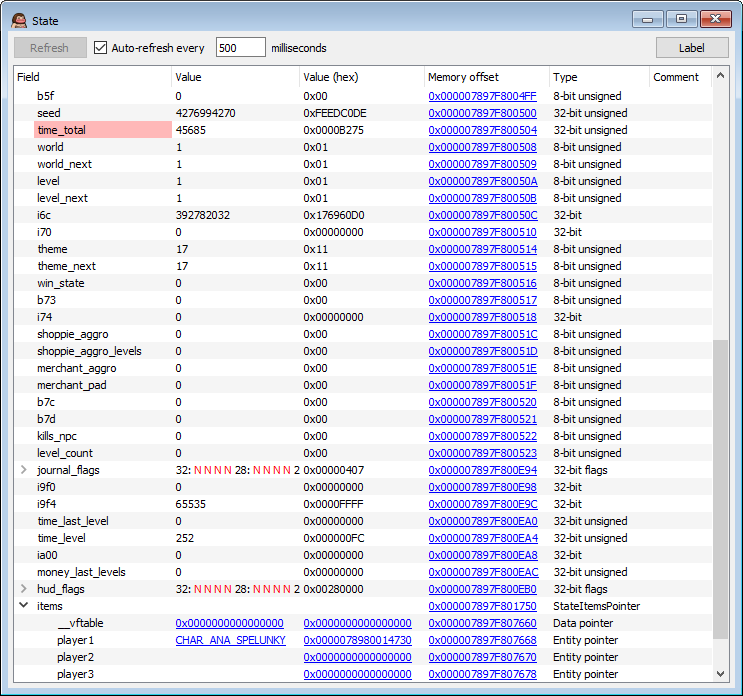 State
Refresh Auto-refresh every 500 milliseconds Label
Field Value Value (hex) Memory offset Type Comment
b5f 0 0x00 0x000007897F8004FF 8-bit unsigned
seed 4276994270 0xFEEDC0DE 0x000007897F800500 32-bit unsigned
time_total 45685 0x0000B275 0x000007897F800504 32-bit unsigned
world 1 0x01 0x000007897F800508 8-bit unsigned
world_next 1 0x01 0x000007897F800509 8-bit unsigned
level 1 0x01 0x000007897F80050A 8-bit unsigned
level_next 1 0x01 0x000007897F80050B 8-bit unsigned
i6c 392782032 0x176960D0 0x000007897F80050C 32-bit
i70 0 0x00000000 0x000007897F800510 32-bit
theme 17 0x11 0x000007897F800514 8-bit unsigned
theme_next 17 0x11 0x000007897F800515 8-bit unsigned
win_state 0 0x00 0x000007897F800516 8-bit unsigned
b73 0 0x00 0x000007897F800517 8-bit unsigned
i74 0 0x00000000 0x000007897F800518 32-bit
shoppie_aggro 0 0x00 0x000007897F80051C 8-bit unsigned
shoppie_aggro_levels 0 0x00 0x000007897F80051D 8-bit unsigned
merchant_aggro 0 0x00 0x000007897F80051E 8-bit unsigned
merchant_pad 0 0x00 0x000007897F80051F 8-bit unsigned
b7c 0 0x00 0x000007897F800520 8-bit unsigned
b7d 0 0x00 0x000007897F800521 8-bit unsigned
kills_npc 0 0x00 0x000007897F800522 8-bit unsigned
level_count 0 0x00 0x000007897F800523 8-bit unsigned
journal_flags 32: N N N N 28: N N N N 2 0x00000407 0x000007897F800E94 32-bit flags
i9f0 0 0x00000000 0x000007897F800E98 32-bit
i9f4 65535 0x0000FFFF 0x000007897F800E9C 32-bit
time_last_level 0 0x00000000 0x000007897F800EA0 32-bit unsigned
time_level 252 0x000000FC 0x000007897F800EA4 32-bit unsigned
ia00 0 0x00000000 0x000007897F800EA8 32-bit
money_last_levels 0 0x00000000 0x000007897F800EAC 32-bit unsigned
hud_flags 32: N N N N 28: N N N N 2 0x00280000 0x000007897F800EB0 32-bit flags
items 0x000007897F801750 StateItemsPointer
__vftable 0x0000000000000000 0x0000000000000000 0x000007897F807660 Data pointer
player1 CHAR_ANA_SPELUNKY 0x0000078980014730 0x000007897F807668 Entity pointer
player2 0x0000000000000000 0x000007897F807670 Entity pointer
player3 0x0000000000000000 0x000007897F807678 Entity pointer